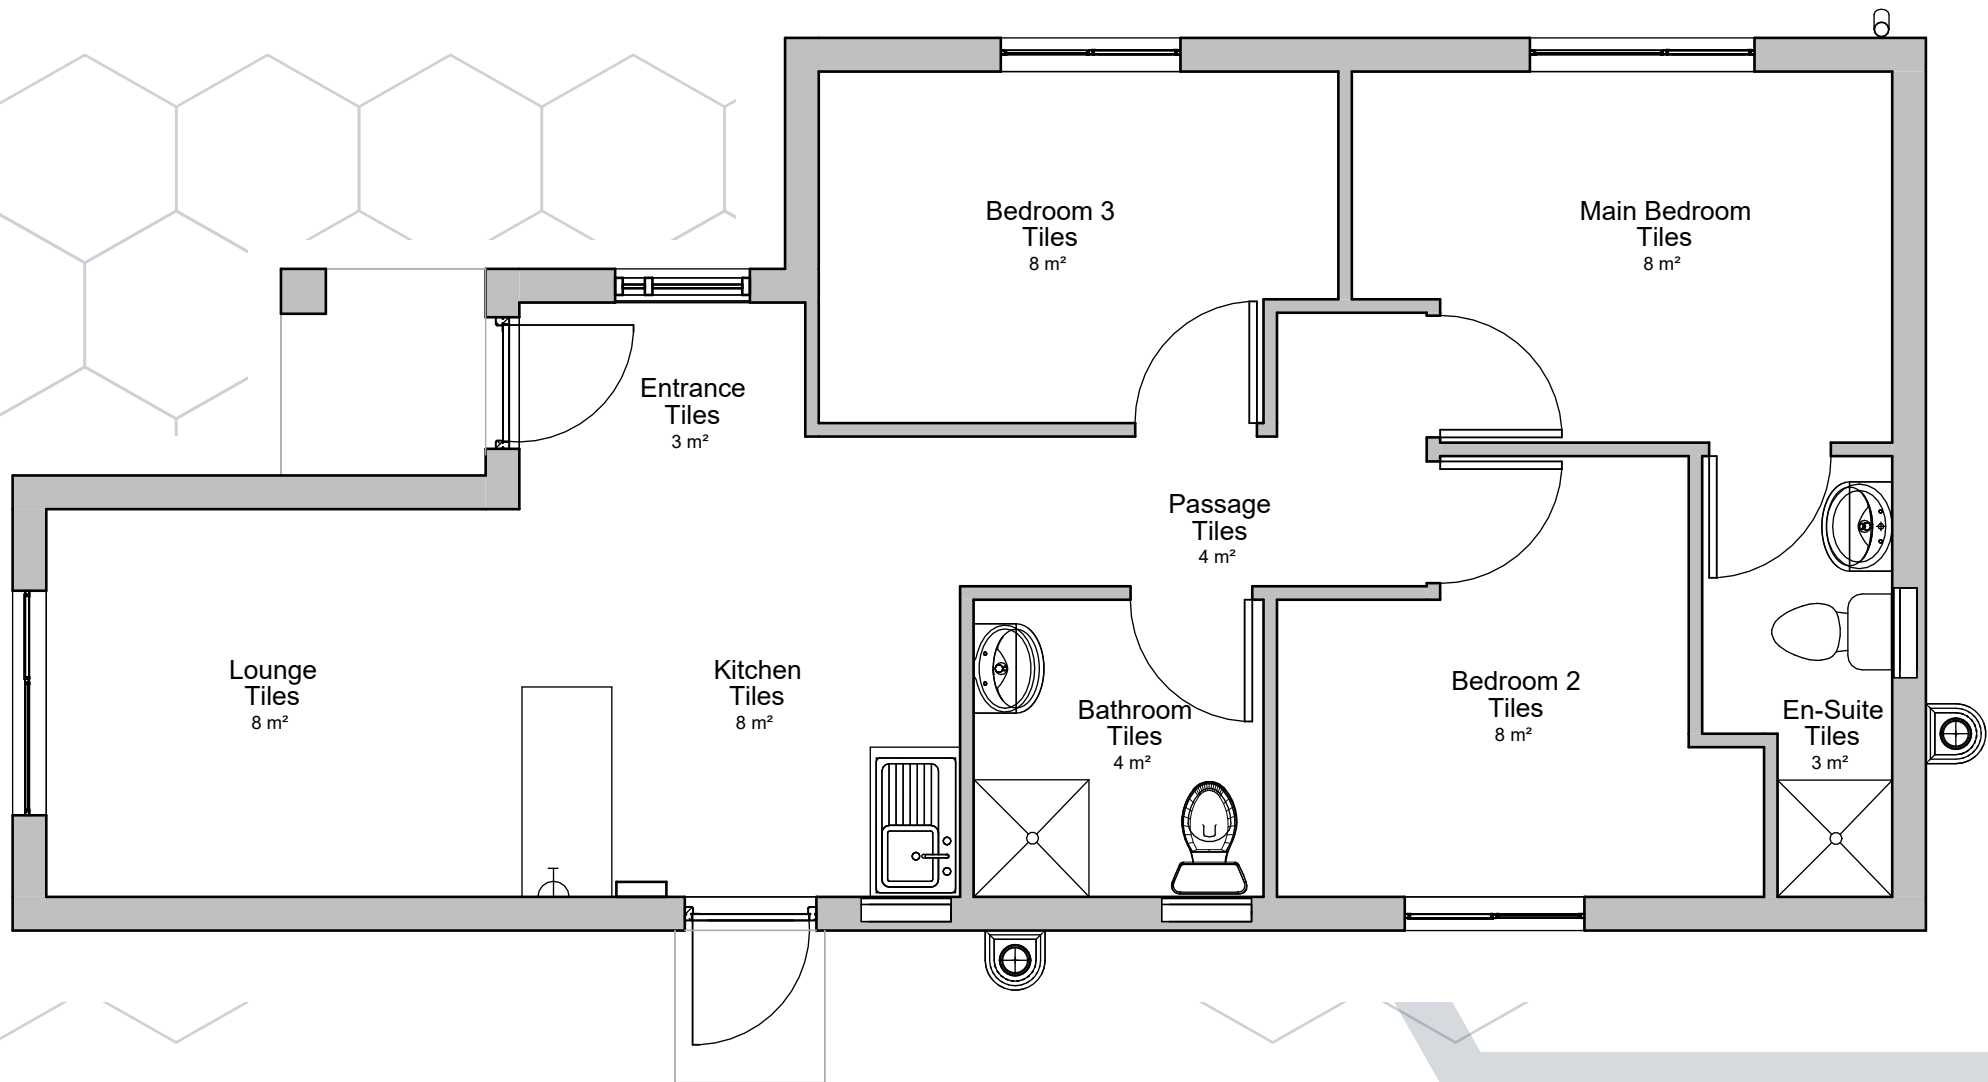 Bedroom 3
Tiles
8 m²
Main Bedroom
Tiles
8 m²
Entrance
Tiles
3 m²
Passage
Tiles
4 m²
Lounge
Tiles
8 m²
Kitchen
Tiles
8 m²
Bathroom
Tiles
4 m²
Bedroom 2
Tiles
8 m²
En-Suite
Tiles
3 m²